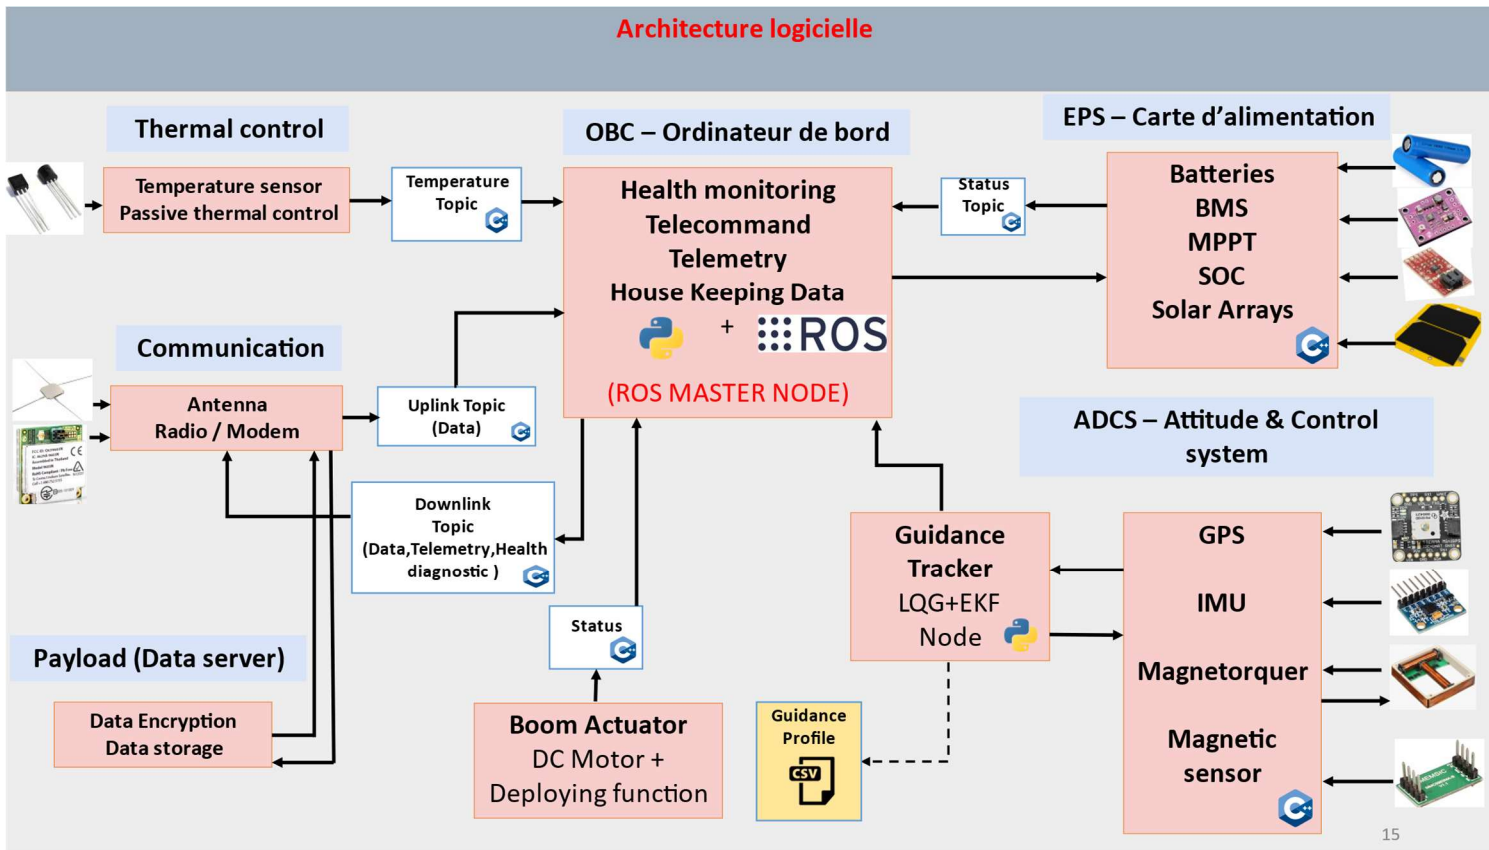 Architecture logicielle
Thermal control
Temperature sensor
Passive thermal control
Temperature
Topic
C++
OBC – Ordinateur de bord
Health monitoring
Telecommand
Telemetry
House Keeping Data
+
ROS
(ROS MASTER NODE)
Status
Topic
C++
EPS – Carte d’alimentation
Batteries
BMS
MPPT
SOC
Solar Arrays
C++
Communication
Antenna
Radio / Modem
Uplink Topic
(Data)
C++
Downlink
Topic
(Data,Telemetry,Health
diagnostic )
C++
ADCS – Attitude & Control
system
GPS
IMU
Magnetorquer
Magnetic
sensor
C++
Guidance
Tracker
LQG+EKF
Node
Status
C++
Payload (Data server)
Data Encryption
Data storage
Boom Actuator
DC Motor +
Deploying function
Guidance
Profile
CSV
MEMSIC
15